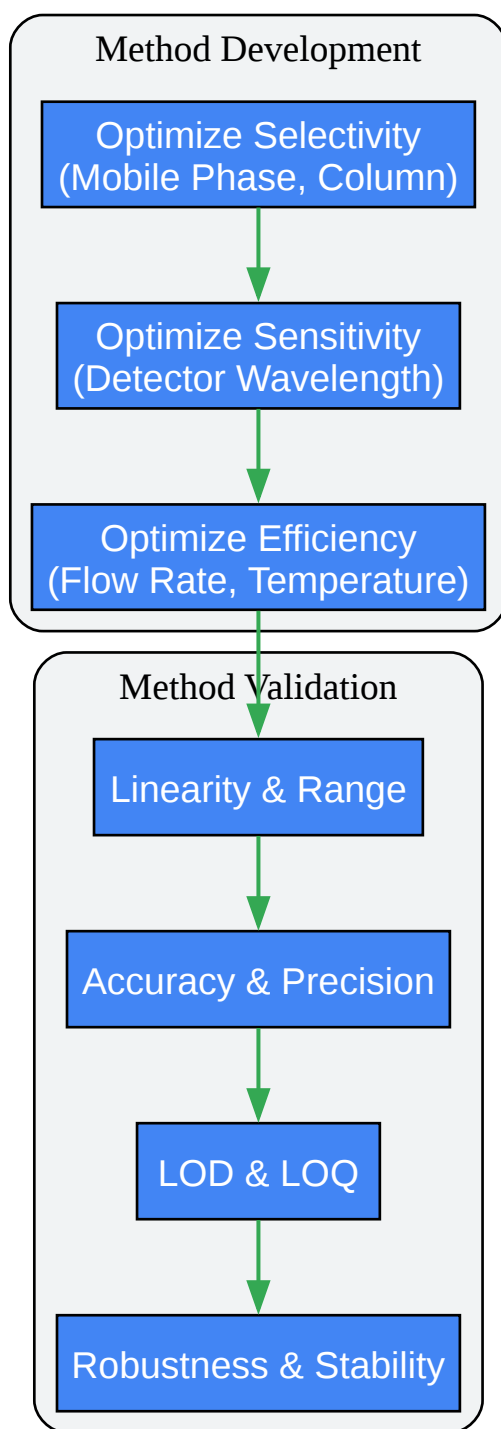 Method Development
Optimize Selectivity
(Mobile Phase, Column)
Optimize Sensitivity
(Detector Wavelength)
Optimize Efficiency
(Flow Rate, Temperature)
Method Validation
Linearity & Range
Accuracy & Precision
LOD & LOQ
Robustness & Stability